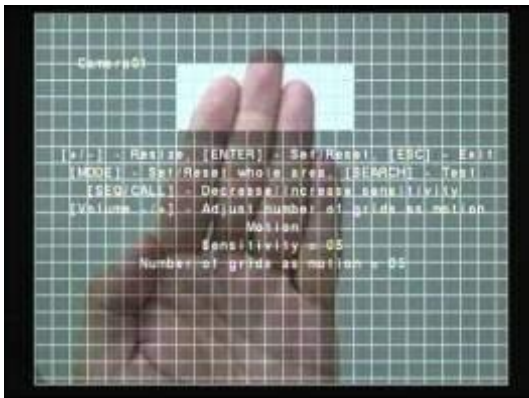 Camera01
[+/-] - Resize, [ENTER] - Set/Reset, [ESC] - Exit
[MODE] - Set/Reset whole area, [SEARCH] - Test
[SEQ/CALL] - Decrease/Increase sensitivity
[Volume -/+] - Adjust number of grids as motion
Motion
Sensitivity = 05
Number of grids as motion = 05